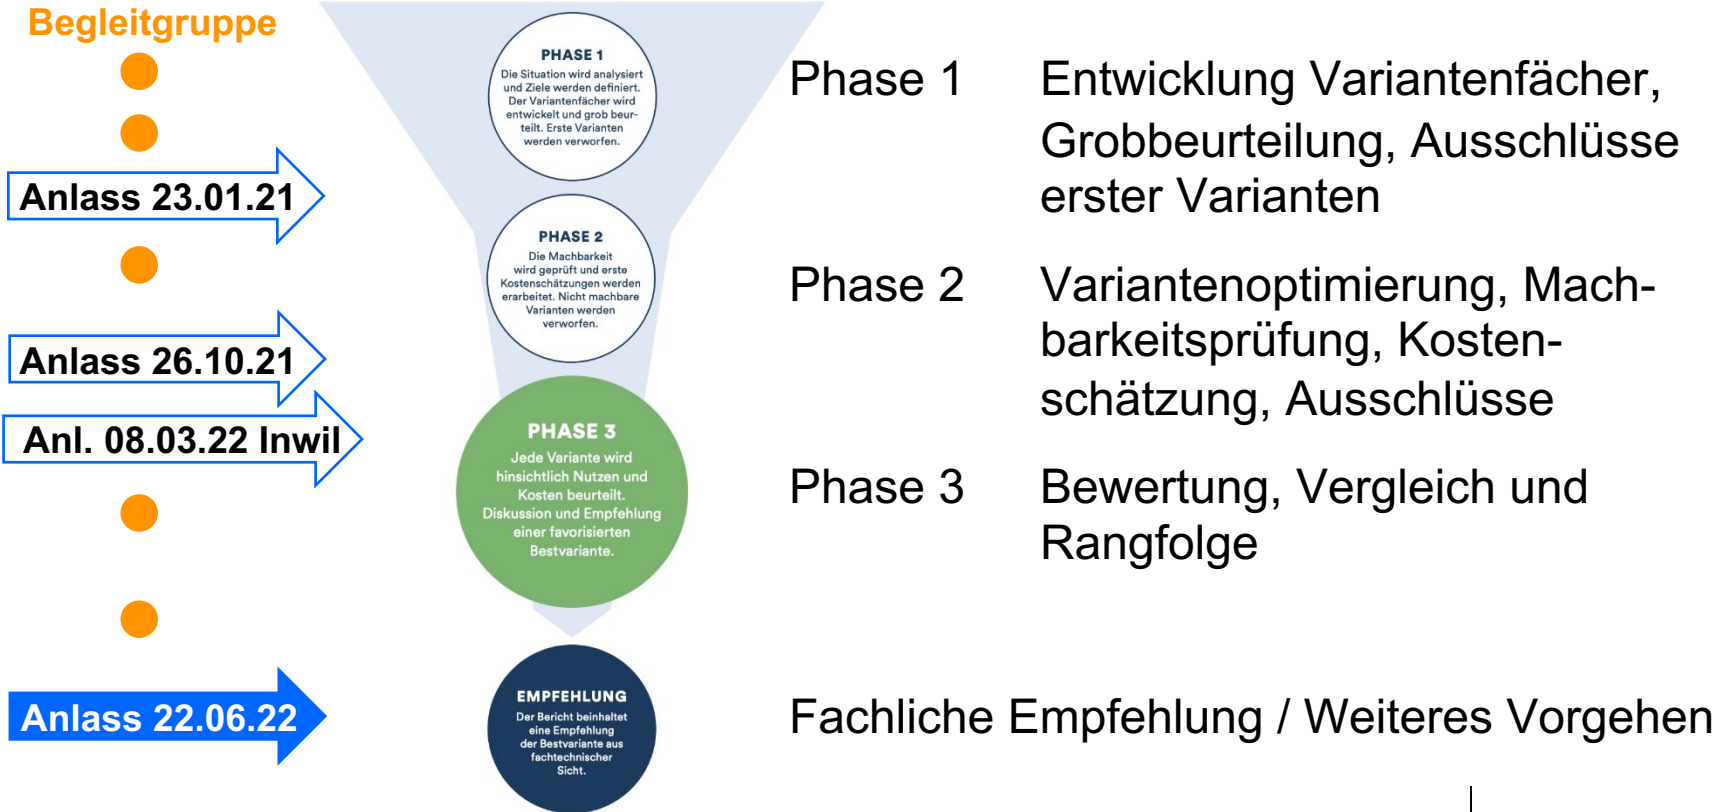 Begleitgruppe
Anlass 23.01.21
Anlass 26.10.21
Anl. 08.03.22 Inwil
Anlass 22.06.22
PHASE 1
Die Situation wird analysiert
und Ziele werden definiert.
Der Variantenfächer wird
entwickelt und grob beur-
teilt. Erste Varianten
werden verworfen.
PHASE 2
Die Machbarkeit
wird geprüft und erste
Kostenschätzungen werden
erarbeitet. Nicht machbare
Varianten werden
verworfen.
PHASE 3
Jede Variante wird
hinsichtlich Nutzen und
Kosten beurteilt.
Diskussion und Empfehlung
einer favorisierten
Bestvariante.
EMPFEHLUNG
Der Bericht beinhaltet
eine Empfehlung
der Bestvariante aus
fachtechnischer
Sicht.
Phase 1 Entwicklung Variantenfächer,
Grobbeurteilung, Ausschlüsse
erster Varianten
Phase 2 Variantenoptimierung, Mach-
barkeitsprüfung, Kosten-
schätzung, Ausschlüsse
Phase 3 Bewertung, Vergleich und
Rangfolge
Fachliche Empfehlung / Weiteres Vorgehen